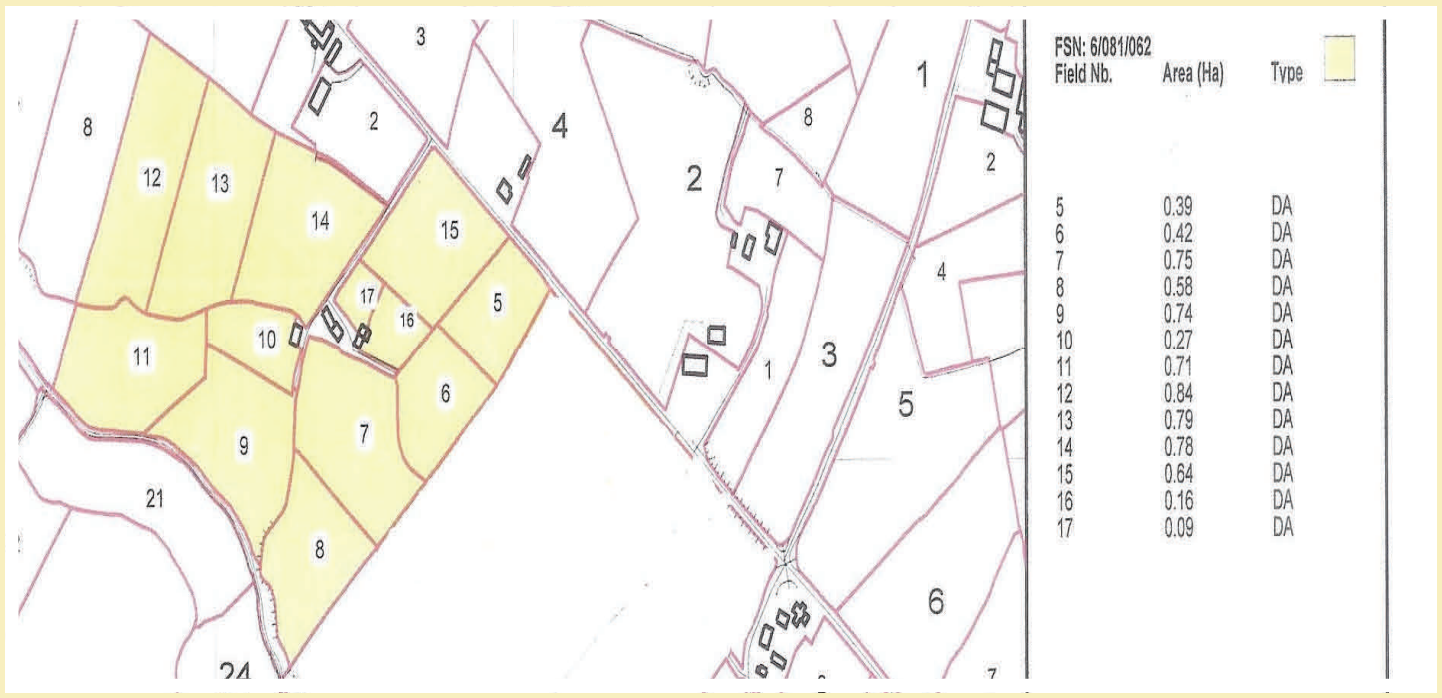 3
1
8
2
4
8
2
12
13
7
2
14
15
4
17
5
16
10
11
3
1
5
6
7
9
21
8
6
24
7
FSN: 6/081/062
Field Nb. Area (Ha) Type
5 0.39 DA
6 0.42 DA
7 0.75 DA
8 0.58 DA
9 0.74 DA
10 0.27 DA
11 0.71 DA
12 0.84 DA
13 0.79 DA
14 0.78 DA
15 0.64 DA
16 0.16 DA
17 0.09 DA